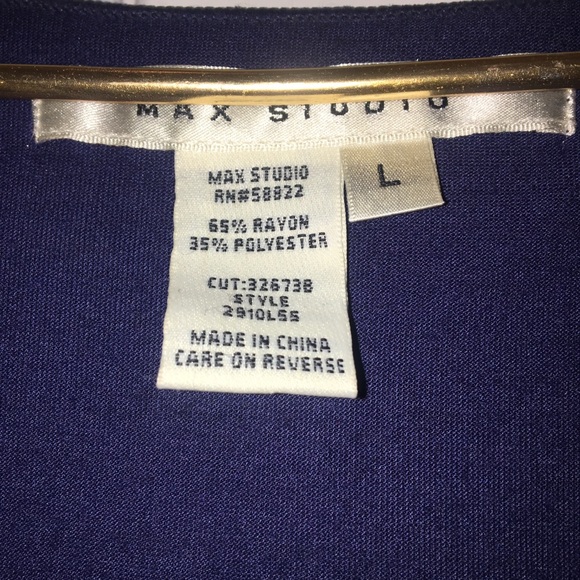 MAX STUDIO
L
MAX STUDIO
RN#58822
65% RAYON
35% POLYESTER
CUT:326738
STYLE
2910L55
MADE IN CHINA
CARE ON REVERSE